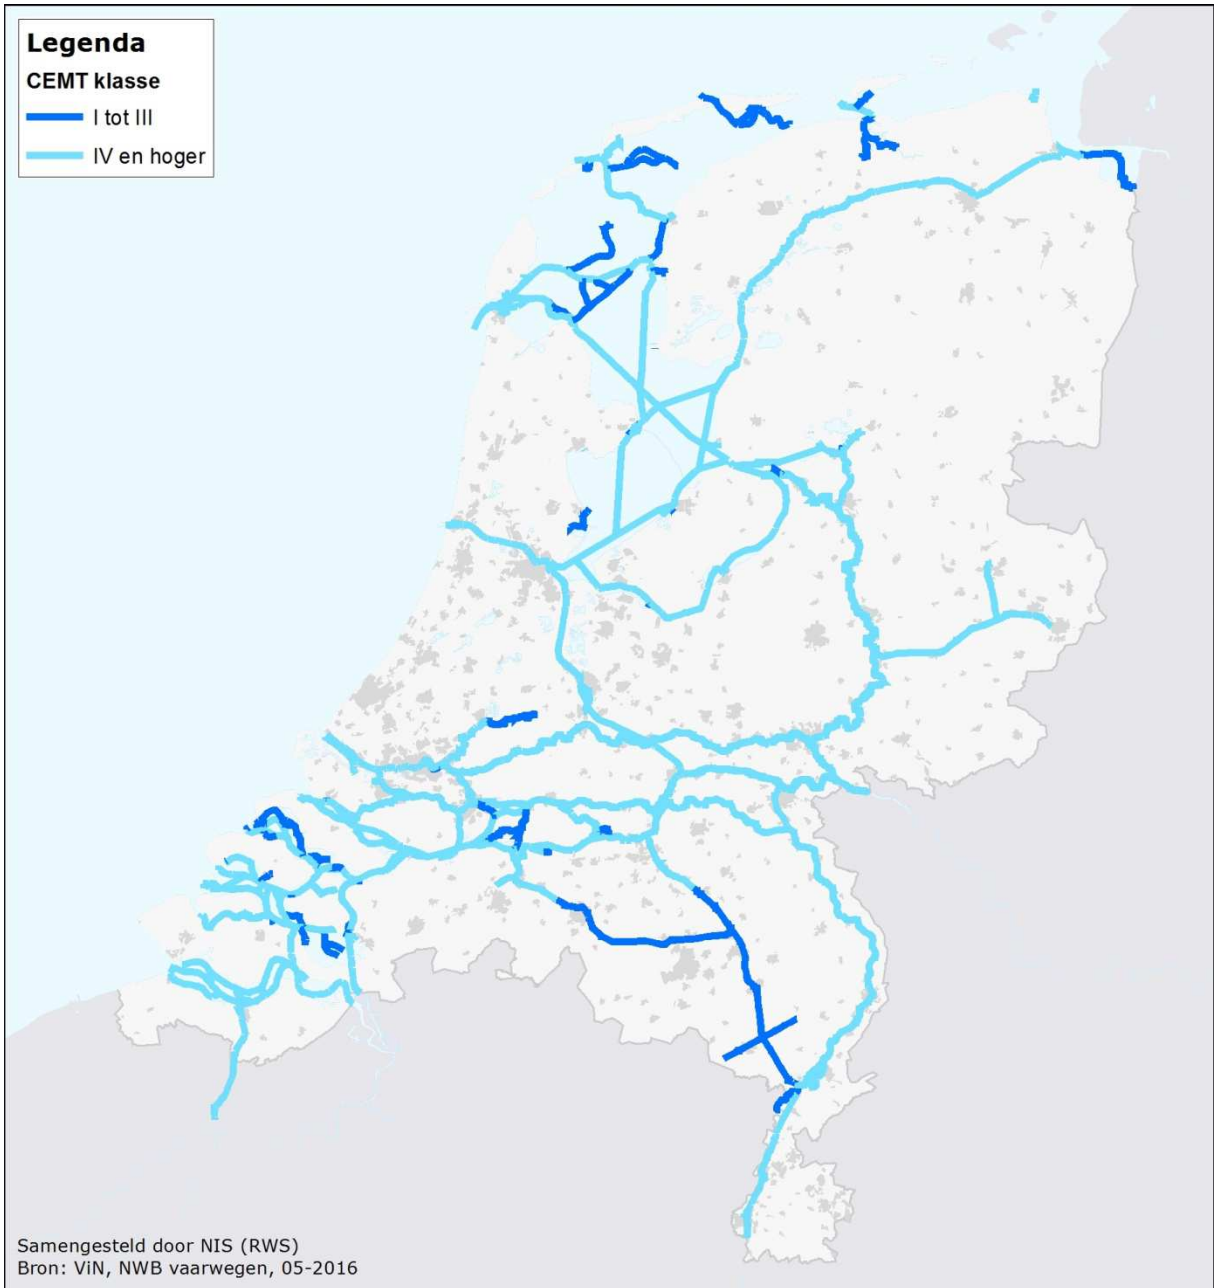 Legenda
CEMT klasse
I tot III
IV en hoger
Samengesteld door NIS (RWS)
Bron: ViN, NWB vaarwegen, 05-2016